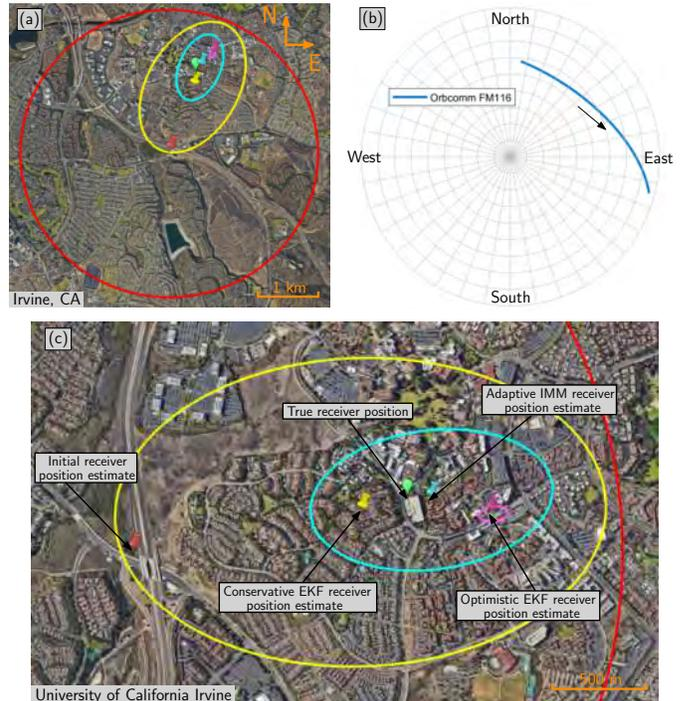 (a)
N
E
1 km
Irvine, CA
(b)
North
Orbcomm FM116
West
East
South
(c)
Adaptive IMM receiver
position estimate
True receiver position
Initial receiver
position estimate
Conservative EKF receiver
position estimate
Optimistic EKF receiver
position estimate
500 m
University of California Irvine